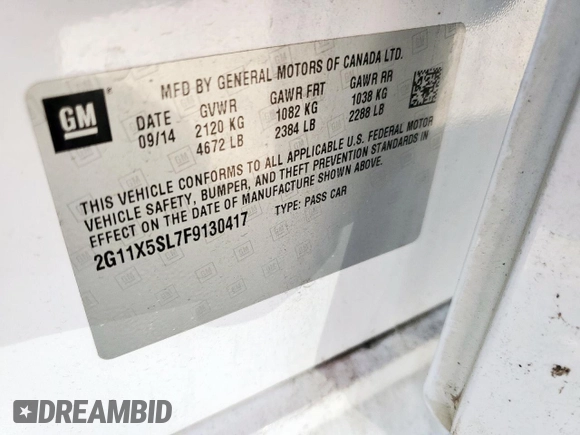 GM
MFD BY GENERAL MOTORS OF CANADA LTD.
DATE GVWR GAWR FRT GAWR RR
09/14 2120 KG 1082 KG 1038 KG
4672 LB 2384 LB 2288 LB
THIS VEHICLE CONFORMS TO ALL APPLICABLE U.S. FEDERAL MOTOR
VEHICLE SAFETY, BUMPER, AND THEFT PREVENTION STANDARDS IN
EFFECT ON THE DATE OF MANUFACTURE SHOWN ABOVE.
2G11X5SL7F9130417 TYPE: PASS CAR
DREAMBID